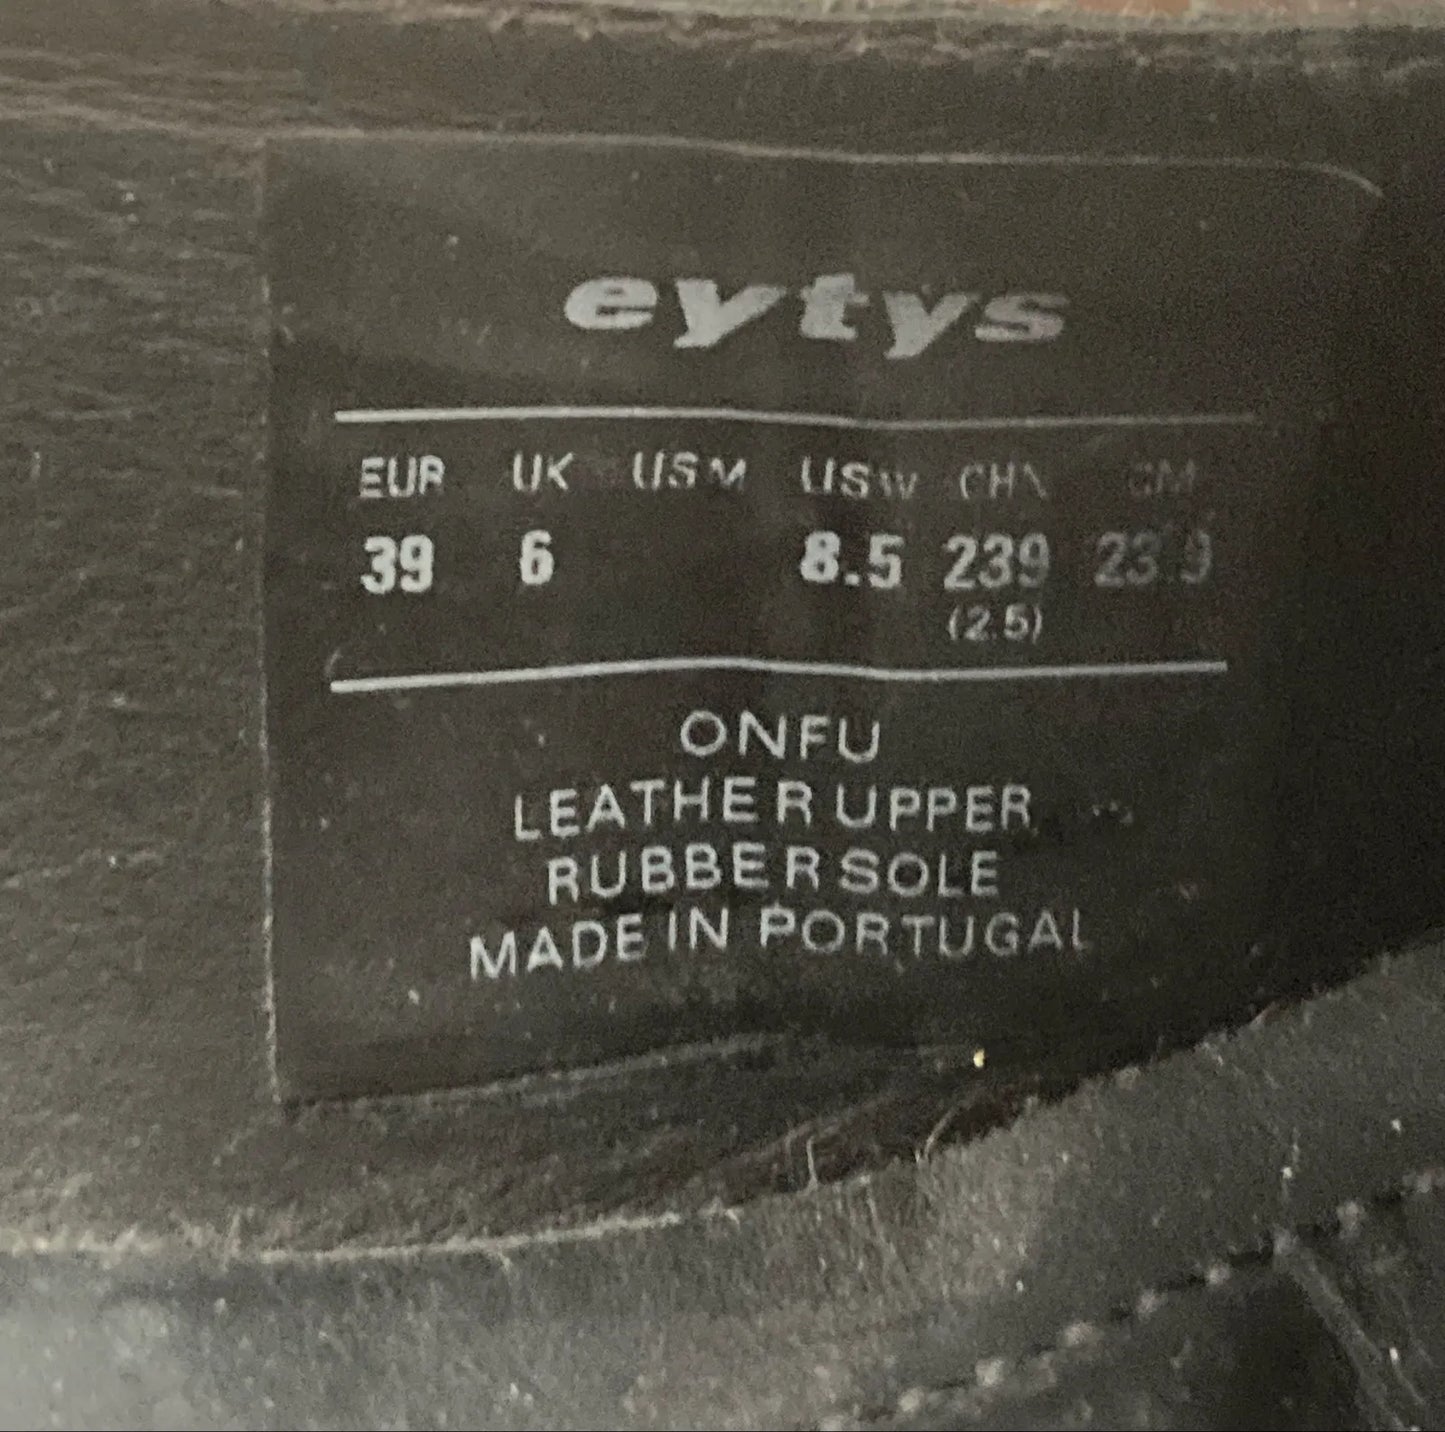 eytys
EUR UK USM USW CHN CM
39 6 8.5 239 23.9
(2.5)
ONFU
LEATHER UPPER
RUBBER SOLE
MADE IN PORTUGAL